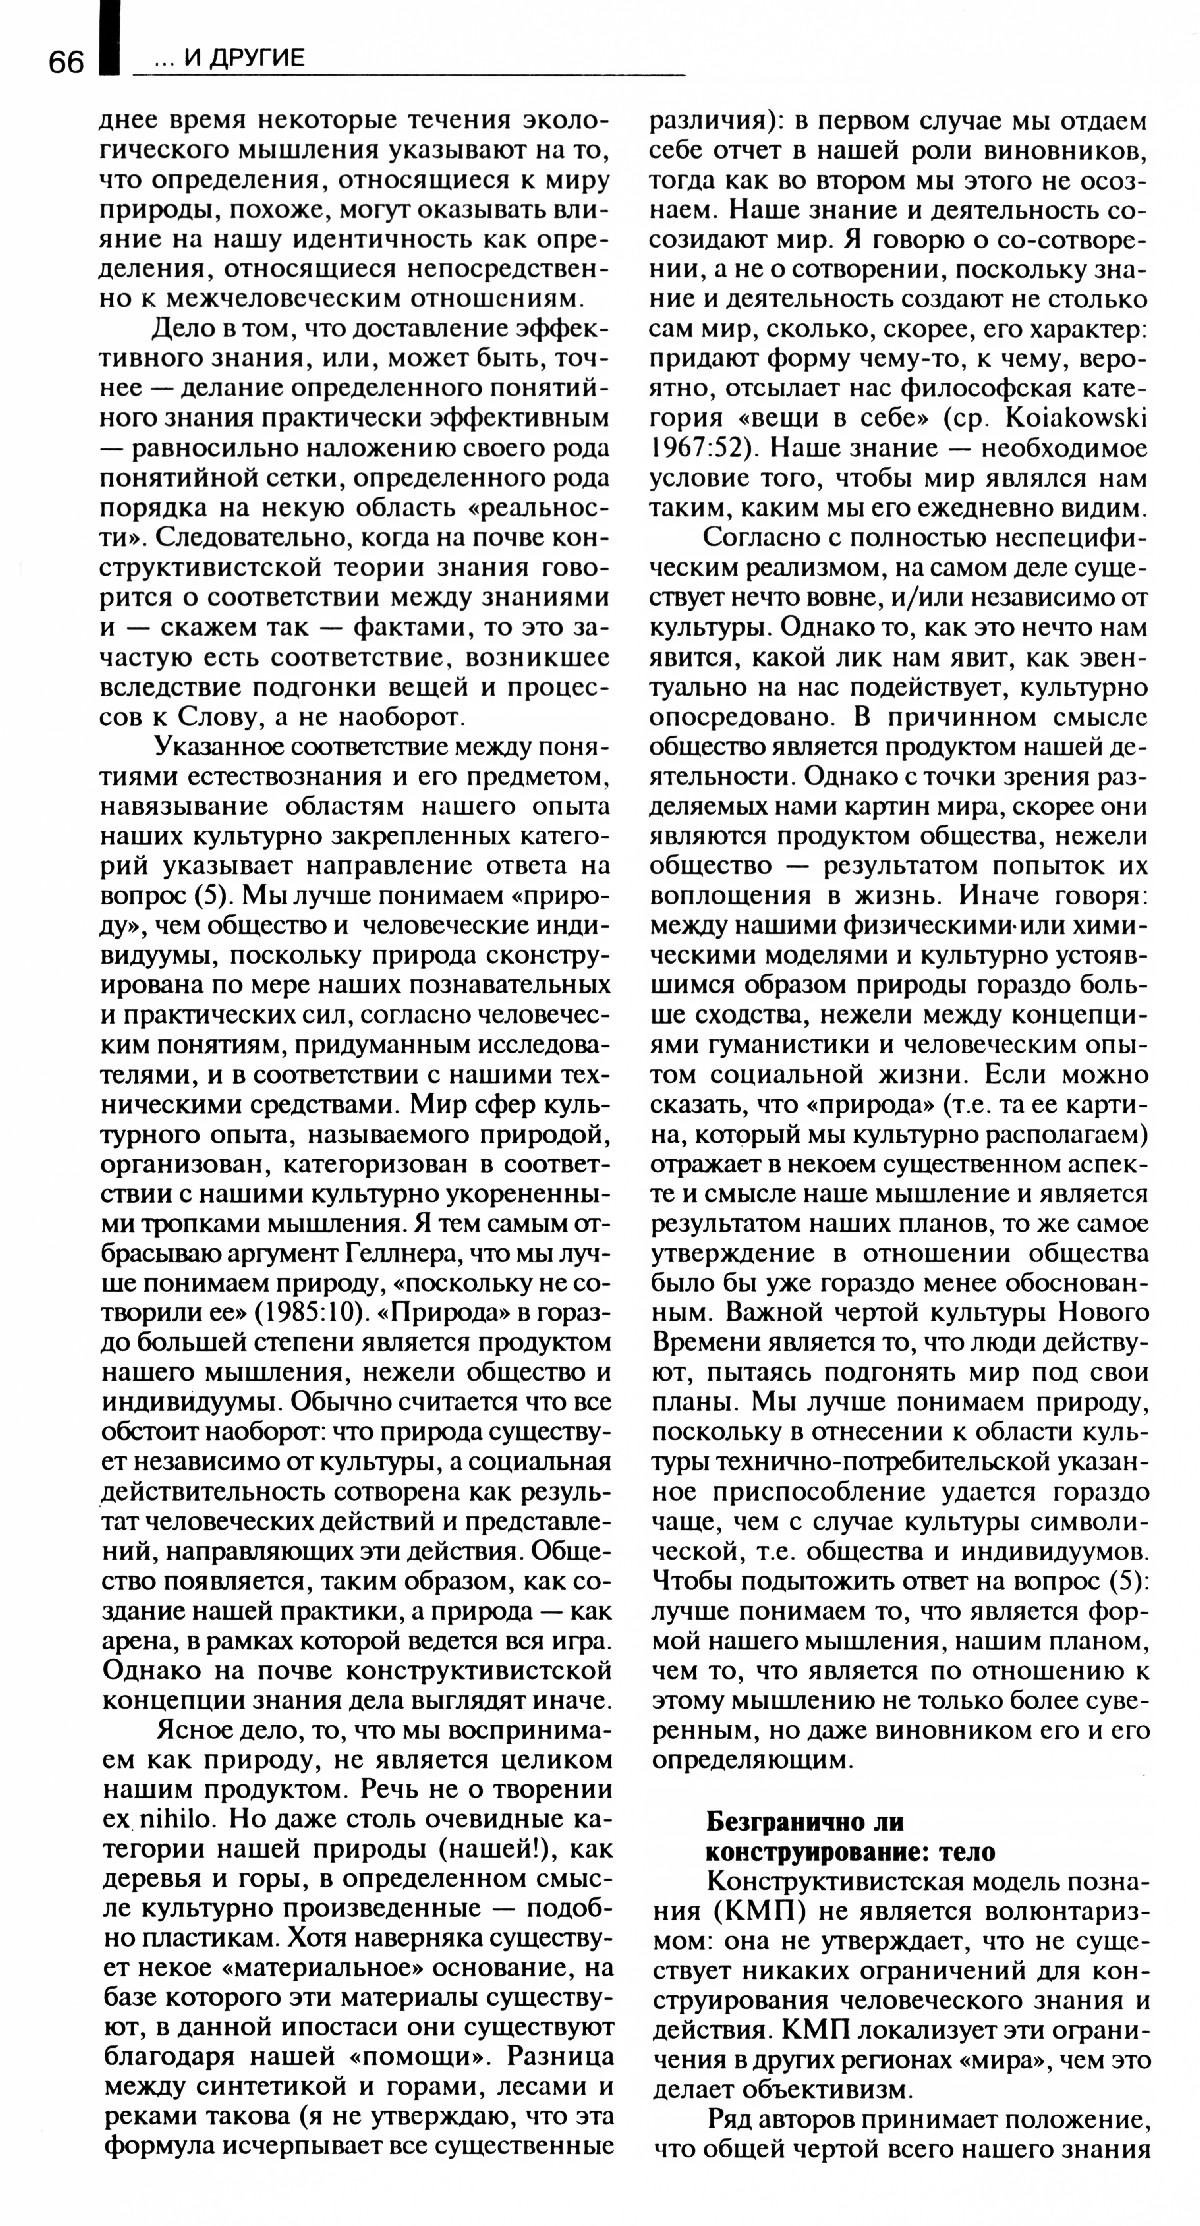 66
... И ДРУГИЕ
днее время некоторые течения эколо-
гического мышления указывают на то,
что определения, относящиеся к миру
природы, похоже, могут оказывать вли-
яние на нашу идентичность как опре-
деления, относящиеся непосредствен-
но к межчеловеческим отношениям.
Дело в том, что доставление эффек-
тивного знания, или, может быть, точ-
нее — делание определенного понятий-
ного знания практически эффективным
— равносильно наложению своего рода
понятийной сетки, определенного рода
порядка на некую область «реальнос-
ти». Следовательно, когда на почве кон-
структивистской теории знания гово-
рится о соответствии между знаниями
и — скажем так — фактами, то это за-
частую есть соответствие, возникшее
вследствие подгонки вещей и процес-
сов к Слову, а не наоборот.
Указанное соответствие между поня-
тиями естествознания и его предметом,
навязывание областям нашего опыта
наших культурно закрепленных катего-
рий указывает направление ответа на
вопрос (5). Мы лучше понимаем «приро-
ду», чем общество и человеческие инди-
видуумы, поскольку природа сконстру-
ирована по мере наших познавательных
и практических сил, согласно человечес-
ким понятиям, придуманным исследова-
телями, и в соответствии с нашими тех-
ническими средствами. Мир сфер куль-
турного опыта, называемого природой,
организован, категоризован в соответ-
ствии с нашими культурно укорененны-
ми тропками мышления. Я тем самым от-
брасываю аргумент Геллнера, что мы луч-
ше понимаем природу, «поскольку не со-
творили ее» (1985:10). «Природа» в гораз-
до большей степени является продуктом
нашего мышления, нежели общество и
индивидуумы. Обычно считается что все
обстоит наоборот: что природа существу-
ет независимо от культуры, а социальная
действительность сотворена как резуль-
тат человеческих действий и представле-
ний, направляющих эти действия. Обще-
ство появляется, таким образом, как со-
здание нашей практики, а природа — как
арена, в рамках которой ведется вся игра.
Однако на почве конструктивистской
концепции знания дела выглядят иначе.
Ясное дело, то, что мы воспринима-
ем как природу, не является целиком
нашим продуктом. Речь не о творении
ex nihilo. Но даже столь очевидные ка-
тегории нашей природы (нашей!), как
деревья и горы, в определенном смыс-
ле культурно произведенные — подоб-
но пластикам. Хотя наверняка существу-
ет некое «материальное» основание, на
базе которого эти материалы существу-
ют, в данной ипостаси они существуют
благодаря нашей «помощи». Разница
между синтетикой и горами, лесами и
реками такова (я не утверждаю, что эта
формула исчерпывает все существенные
различия): в первом случае мы отдаем
себе отчет в нашей роли виновников,
тогда как во втором мы этого не осоз-
наем. Наше знание и деятельность со-
созидают мир. Я говорю о со-сотворе-
нии, а не о сотворении, поскольку зна-
ние и деятельность создают не столько
сам мир, сколько, скорее, его характер:
придают форму чему-то, к чему, веро-
ятно, отсылает нас философская кате-
гория «вещи в себе» (ср. Koiakowski
1967:52). Наше знание — необходимое
условие того, чтобы мир являлся нам
таким, каким мы его ежедневно видим.
Согласно с полностью неспецифи-
ческим реализмом, на самом деле суще-
ствует нечто вовне, и/или независимо от
культуры. Однако то, как это нечто нам
явится, какой лик нам явит, как эвен-
туально на нас подействует, культурно
опосредовано. В причинном смысле
общество является продуктом нашей де-
ятельности. Однако с точки зрения раз-
деляемых нами картин мира, скорее они
являются продуктом общества, нежели
общество — результатом попыток их
воплощения в жизнь. Иначе говоря:
между нашими физическими или хими-
ческими моделями и культурно устояв-
шимся образом природы гораздо боль-
ше сходства, нежели между концепци-
ями гуманистики и человеческим опы-
том социальной жизни. Если можно
сказать, что «природа» (т.е. та ее карти-
на, который мы культурно располагаем)
отражает в некоем существенном аспек-
те и смысле наше мышление и является
результатом наших планов, то же самое
утверждение в отношении общества
было бы уже гораздо менее обоснован-
ным. Важной чертой культуры Нового
Времени является то, что люди действу-
ют, пытаясь подгонять мир под свои
планы. Мы лучше понимаем природу,
поскольку в отнесении к области куль-
туры технично-потребительской указан-
ное приспособление удается гораздо
чаще, чем с случае культуры символи-
ческой, т.е. общества и индивидуумов.
Чтобы подытожить ответ на вопрос (5):
лучше понимаем то, что является фор-
мой нашего мышления, нашим планом,
чем то, что является по отношению к
этому мышлению не только более суве-
ренным, но даже виновником его и его
определяющим.
Безгранично ли
конструирование: тело
Конструктивистская модель позна-
ния (КМП) не является волюнтариз-
мом: она не утверждает, что не суще-
ствует никаких ограничений для кон-
струирования человеческого знания и
действия. КМП локализует эти ограни-
чения в других регионах «мира», чем это
делает объективизм.
Ряд авторов принимает положение,
что общей чертой всего нашего знания